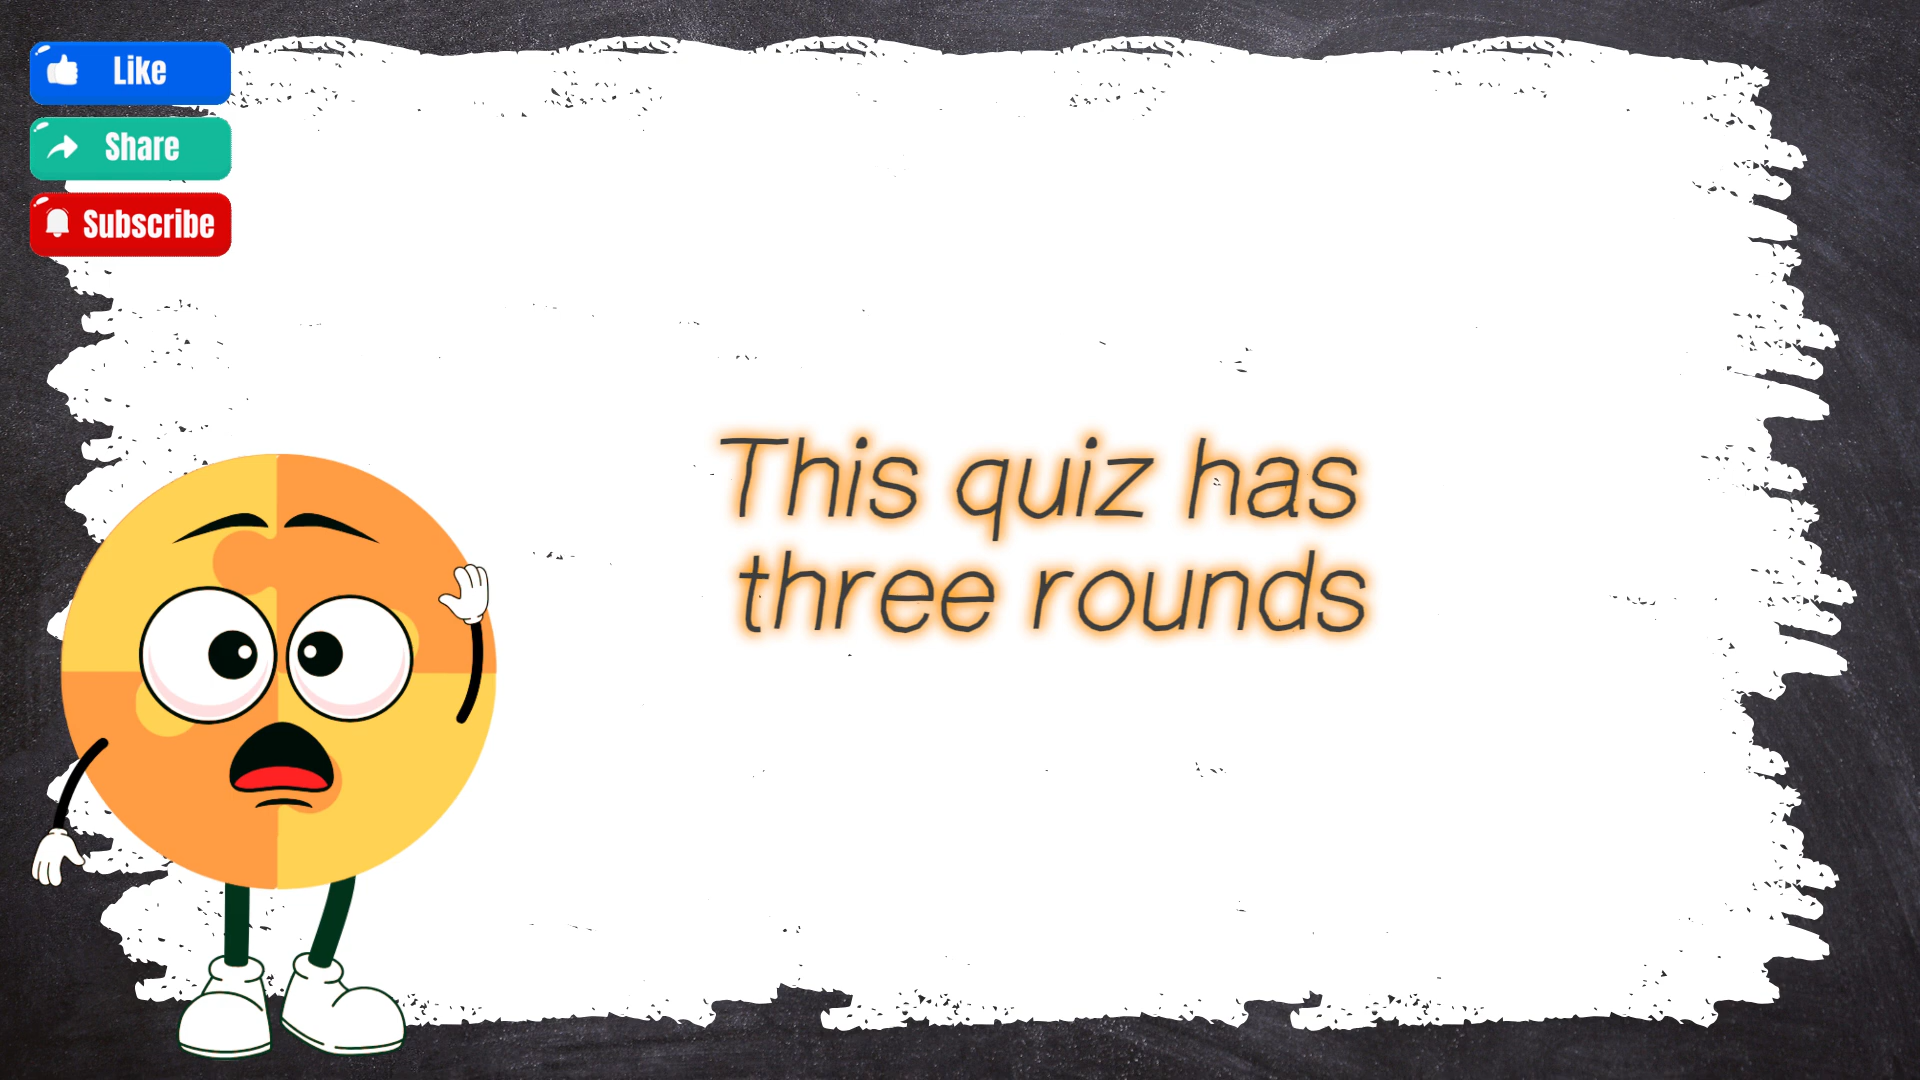 Like
Share
Subscribe
This quiz has
three rounds